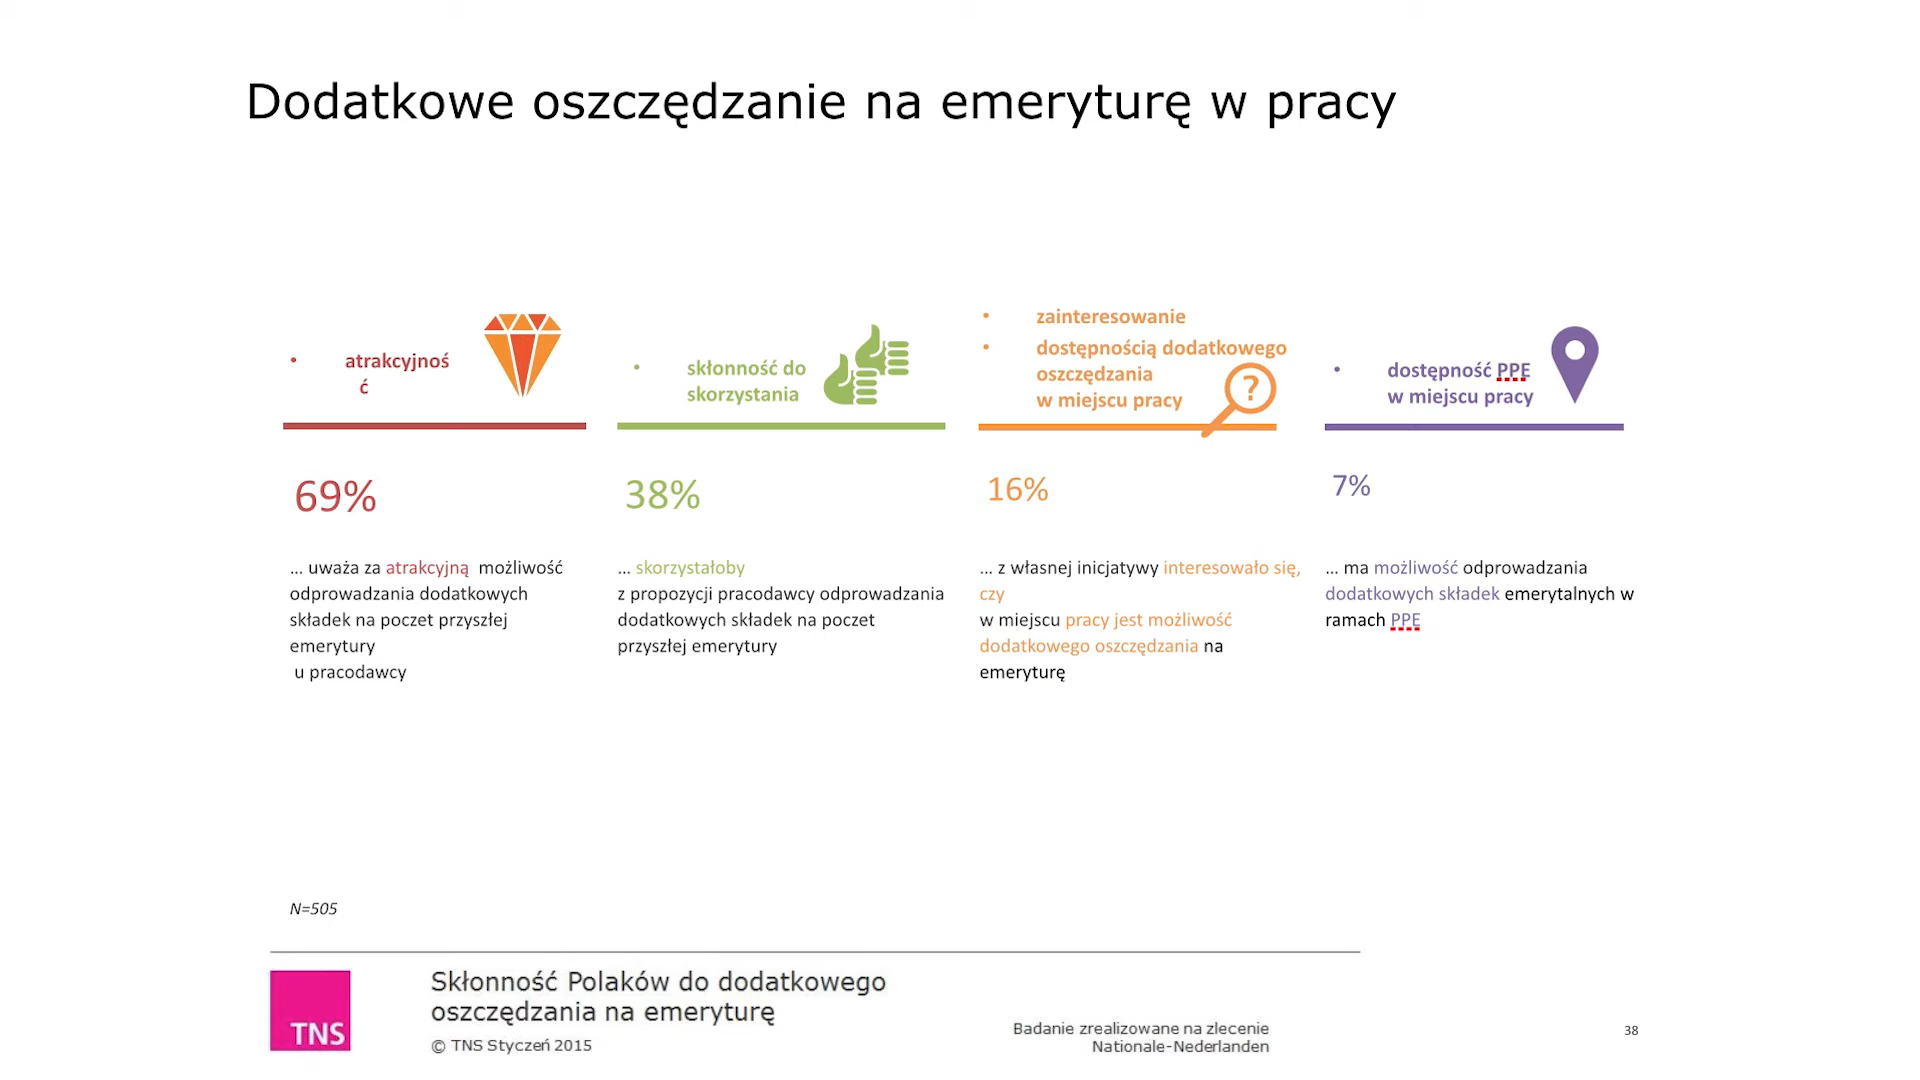 Dodatkowe oszczędzanie na emeryturę w pracy
• atrakcyjnoś
ć
• skłonność do
skorzystania
• zainteresowanie
• dostępnością dodatkowego
oszczędzania
w miejscu pracy
?
• dostępność PPE
w miejscu pracy
69%
38%
16%
7%
... uważa za atrakcyjną możliwość
odprowadzania dodatkowych
składek na poczet przyszłej
emerytury
u pracodawcy
... skorzystałoby
z propozycji pracodawcy odprowadzania
dodatkowych składek na poczet
przyszłej emerytury
... z własnej inicjatywy interesowało się,
czy
w miejscu pracy jest możliwość
dodatkowego oszczędzania na
emeryturę
... ma możliwość odprowadzania
dodatkowych składek emerytalnych w
ramach PPE
N=505
TNS
Skłonność Polaków do dodatkowego
oszczędzania na emeryturę
© TNS Styczeń 2015
Badanie zrealizowane na zlecenie
Nationale-Nederlanden
38